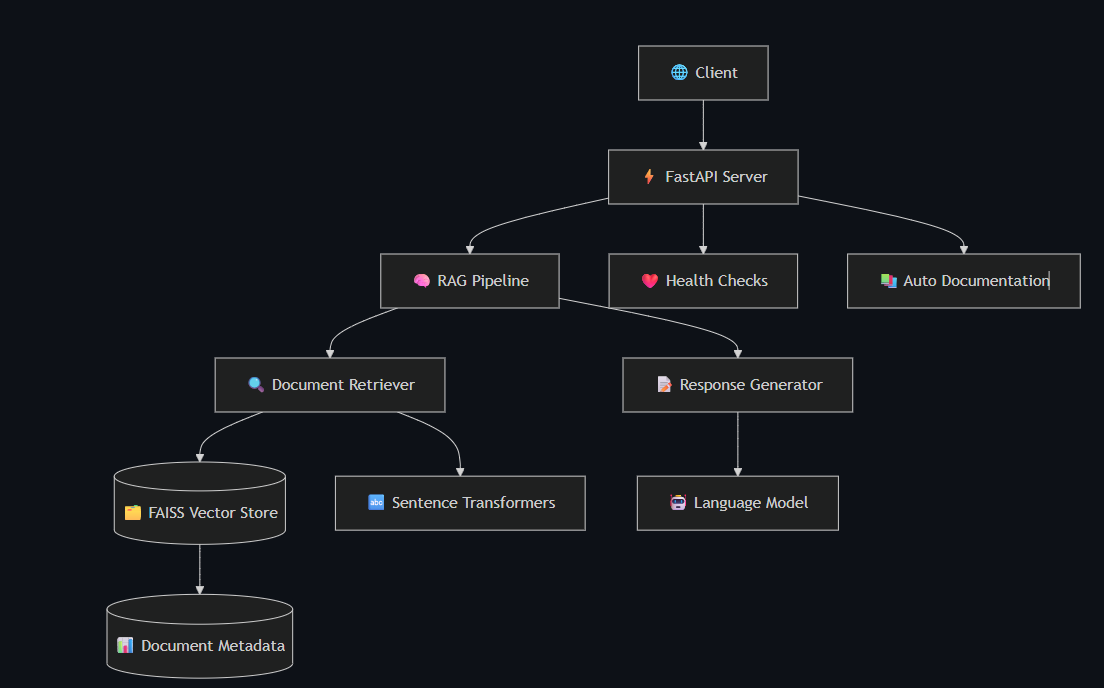 Client
FastAPI Server
RAG Pipeline
Health Checks
Auto Documentation
Document Retriever
Response Generator
FAISS Vector Store
abc Sentence Transformers
Language Model
Document Metadata